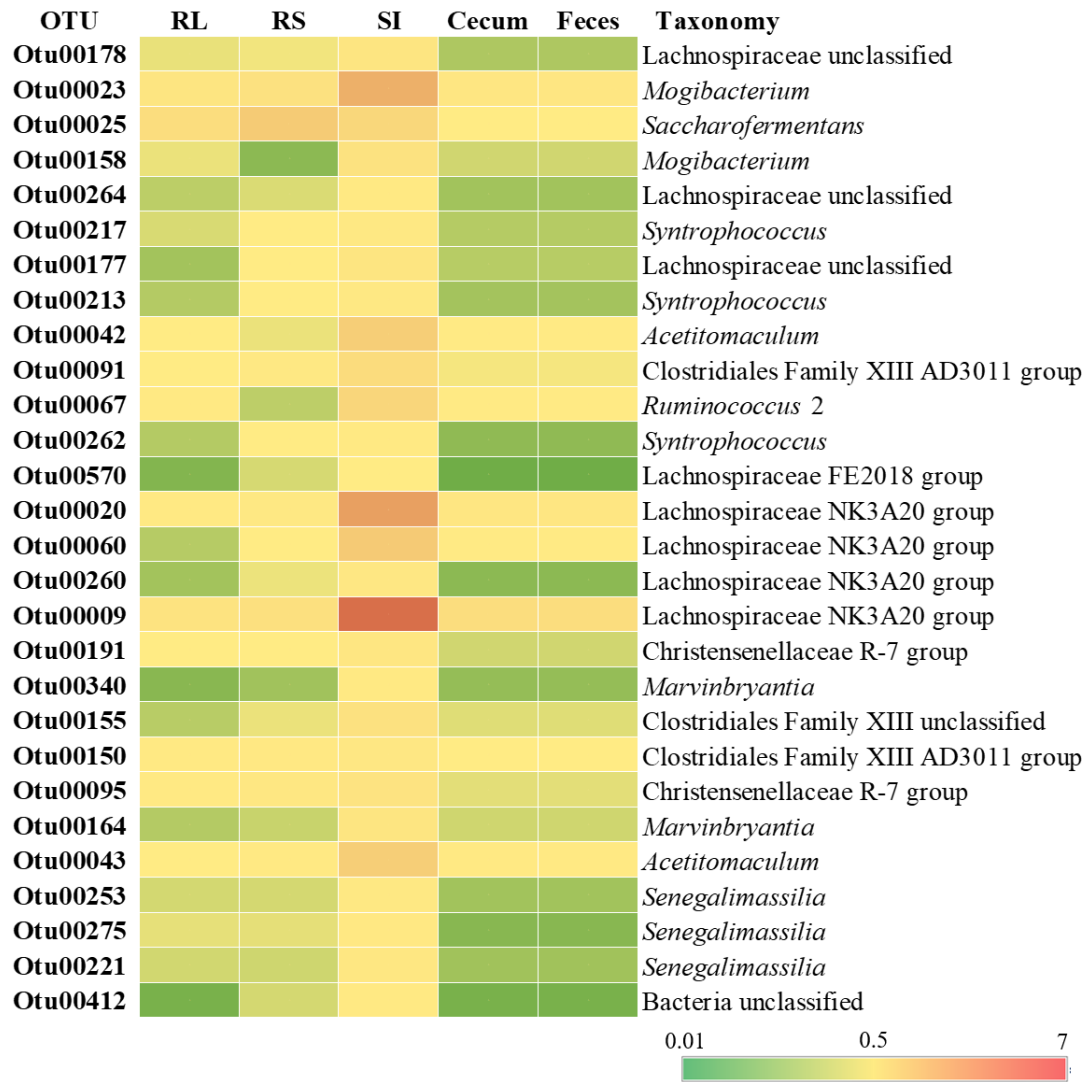 OTU RL RS SI Cecum Feces Taxonomy
Otu00178 Lachnospiraceae unclassified
Otu00023 Mogibacterium
Otu00025 Saccharofermentans
Otu00158 Mogibacterium
Otu00264 Lachnospiraceae unclassified
Otu00217 Syntrophococcus
Otu00177 Lachnospiraceae unclassified
Otu00213 Syntrophococcus
Otu00042 Acetitomaculum
Otu00091 Clostridiales Family XIII AD3011 group
Otu00067 Ruminococcus 2
Otu00262 Syntrophococcus
Otu00570 Lachnospiraceae FE2018 group
Otu00020 Lachnospiraceae NK3A20 group
Otu00060 Lachnospiraceae NK3A20 group
Otu00260 Lachnospiraceae NK3A20 group
Otu00009 Lachnospiraceae NK3A20 group
Otu00191 Christensenellaceae R-7 group
Otu00340 Marvinbryantia
Otu00155 Clostridiales Family XIII unclassified
Otu00150 Clostridiales Family XIII AD3011 group
Otu00095 Christensenellaceae R-7 group
Otu00164 Marvinbryantia
Otu00043 Acetitomaculum
Otu00253 Senegalimassilia
Otu00275 Senegalimassilia
Otu00221 Senegalimassilia
Otu00412 Bacteria unclassified
0.01 0.5 7